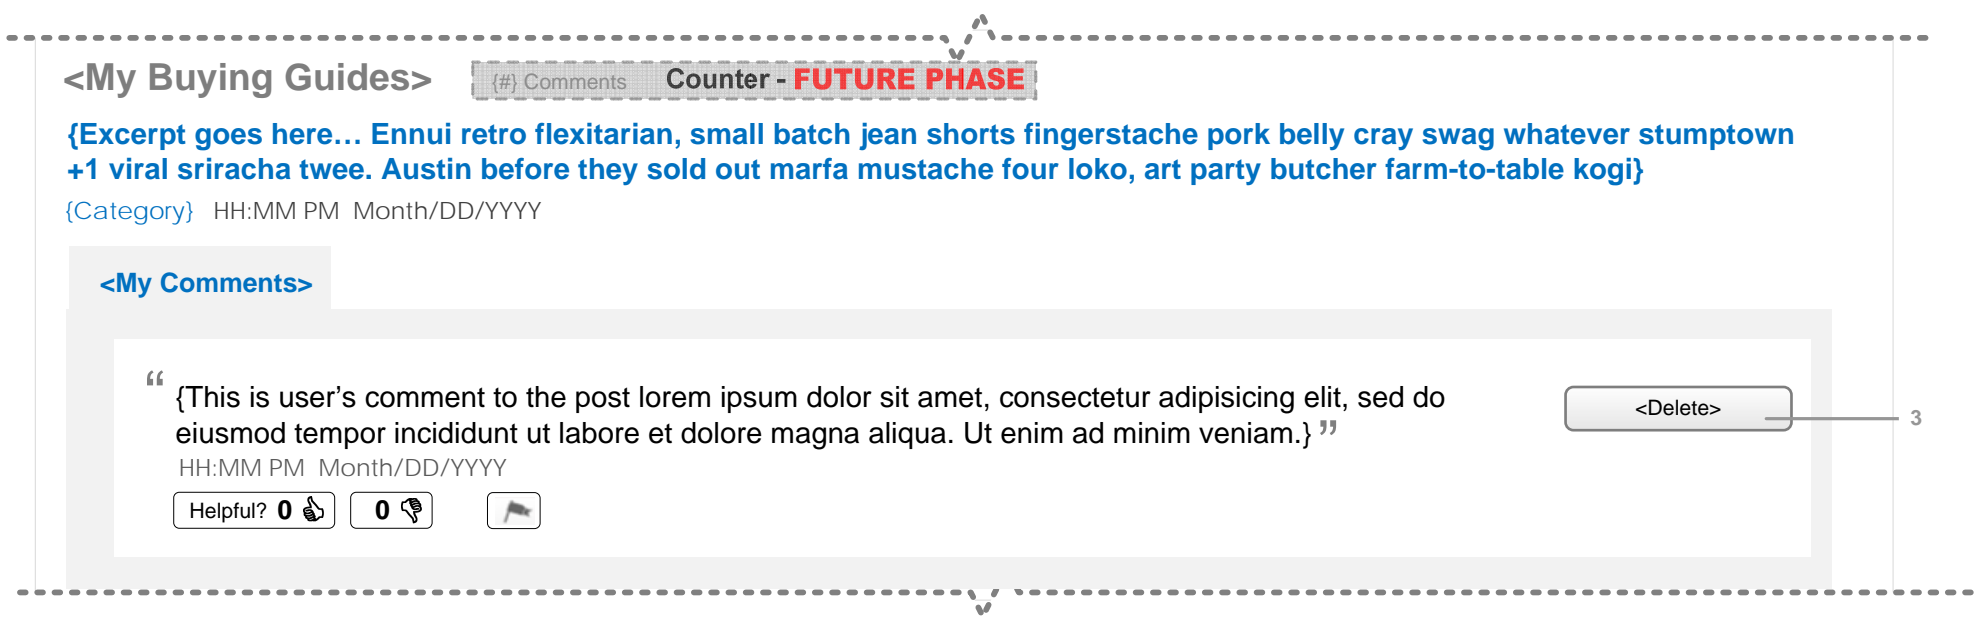 <My Buying Guides> {#} Comments Counter - FUTURE PHASE
{Excerpt goes here… Ennui retro flexitarian, small batch jean shorts fingerstache pork belly cray swag whatever stumptown
+1 viral sriracha twee. Austin before they sold out marfa mustache four loko, art party butcher farm-to-table kogi}
{Category} HH:MM PM Month/DD/YYYY
<My Comments>
“ {This is user’s comment to the post lorem ipsum dolor sit amet, consectetur adipisicing elit, sed do
eiusmod tempor incididunt ut labore et dolore magna aliqua. Ut enim ad minim veniam.} ”
<Delete> 3
HH:MM PM Month/DD/YYYY
Helpful? 0 0